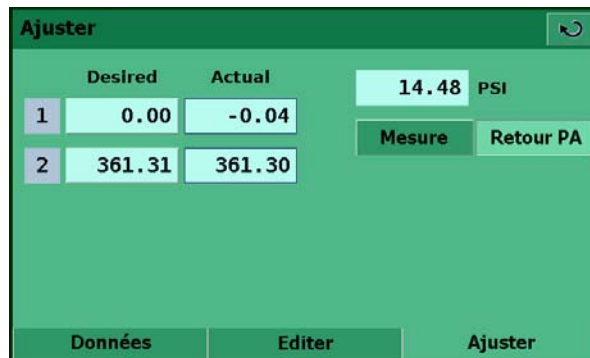 Ajuster
Desired Actual
14.48 PSI
1 0.00 -0.04
Mesure Retour PA
2 361.31 361.30
Données Editer Ajuster